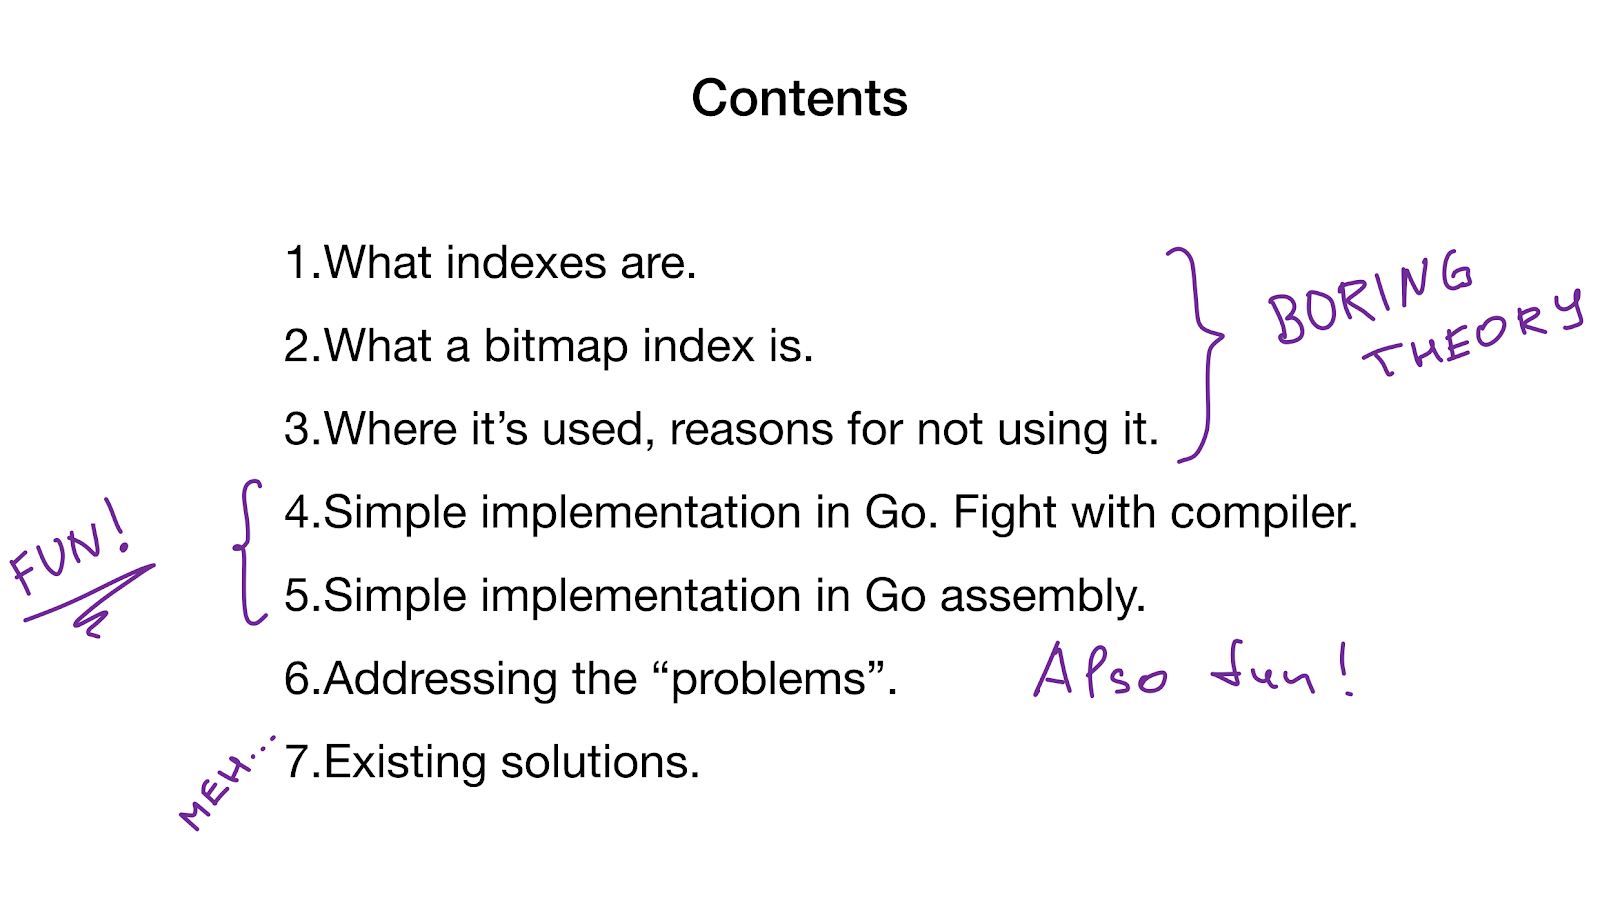 Contents
1.What indexes are.
2.What a bitmap index is.
3.Where it’s used, reasons for not using it.
BORING
THEORY
4.Simple implementation in Go. Fight with compiler.
5.Simple implementation in Go assembly.
FUN!
6.Addressing the “problems”.
Also fun!
7.Existing solutions.
MEH...